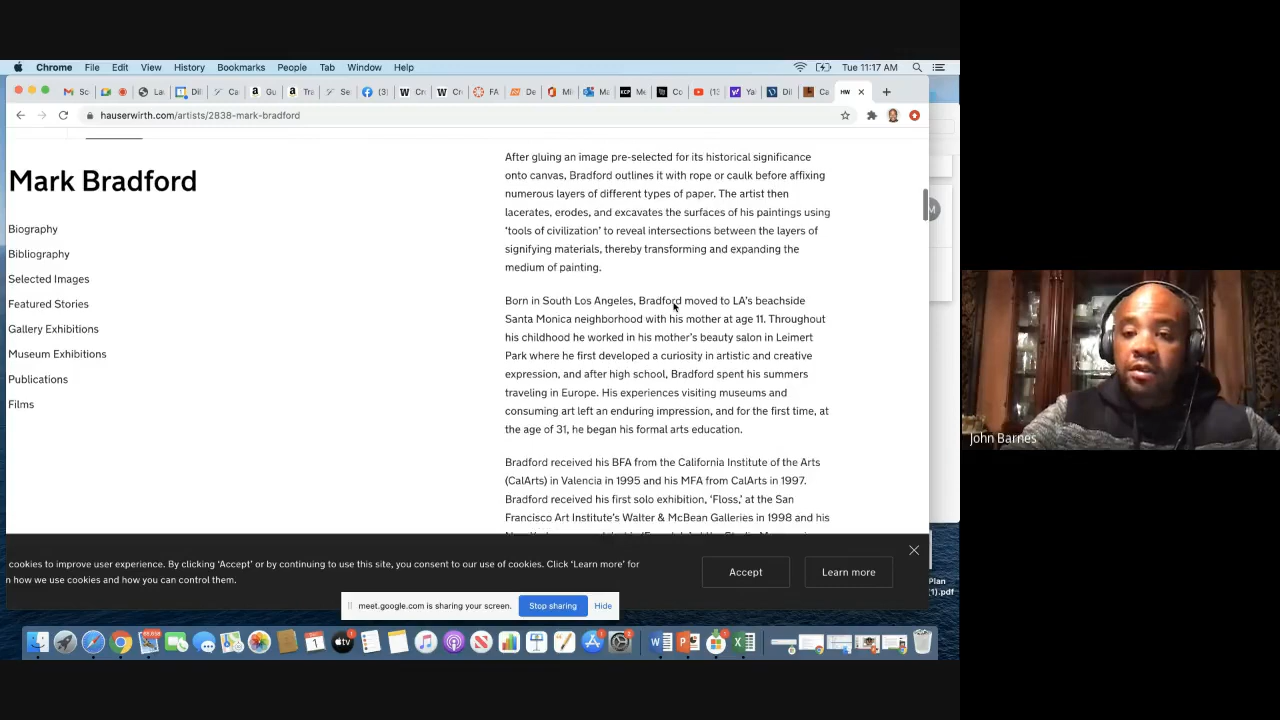 Chrome File Edit View History Bookmarks People Tab Window Help Tue 11:17 AM
hauserwirth.com/artists/2838-mark-bradford
Mark Bradford
Biography
Bibliography
Selected Images
Featured Stories
Gallery Exhibitions
Museum Exhibitions
Publications
Films
After gluing an image pre-selected for its historical significance
onto canvas, Bradford outlines it with rope or caulk before affixing
numerous layers of different types of paper. The artist then
lacerates, erodes, and excavates the surfaces of his paintings using
‘tools of civilization’ to reveal intersections between the layers of
signifying materials, thereby transforming and expanding the
medium of painting.
Born in South Los Angeles, Bradford moved to LA’s beachside
Santa Monica neighborhood with his mother at age 11. Throughout
his childhood he worked in his mother’s beauty salon in Leimert
Park where he first developed a curiosity in artistic and creative
expression, and after high school, Bradford spent his summers
traveling in Europe. His experiences visiting museums and
consuming art left an enduring impression, and for the first time, at
the age of 31, he began his formal arts education.
Bradford received his BFA from the California Institute of the Arts
(CalArts) in Valencia in 1995 and his MFA from CalArts in 1997.
Bradford received his first solo exhibition, ‘Floss,’ at the San
Francisco Art Institute’s Walter & McBean Galleries in 1998 and his
cookies to improve user experience. By clicking ‘Accept’ or by continuing to use this site, you consent to our use of cookies. Click ‘Learn more’ for
n how we use cookies and how you can control them.
Accept
Learn more
meet.google.com is sharing your screen. Stop sharing Hide
Plan
(1).pdf
John Barnes